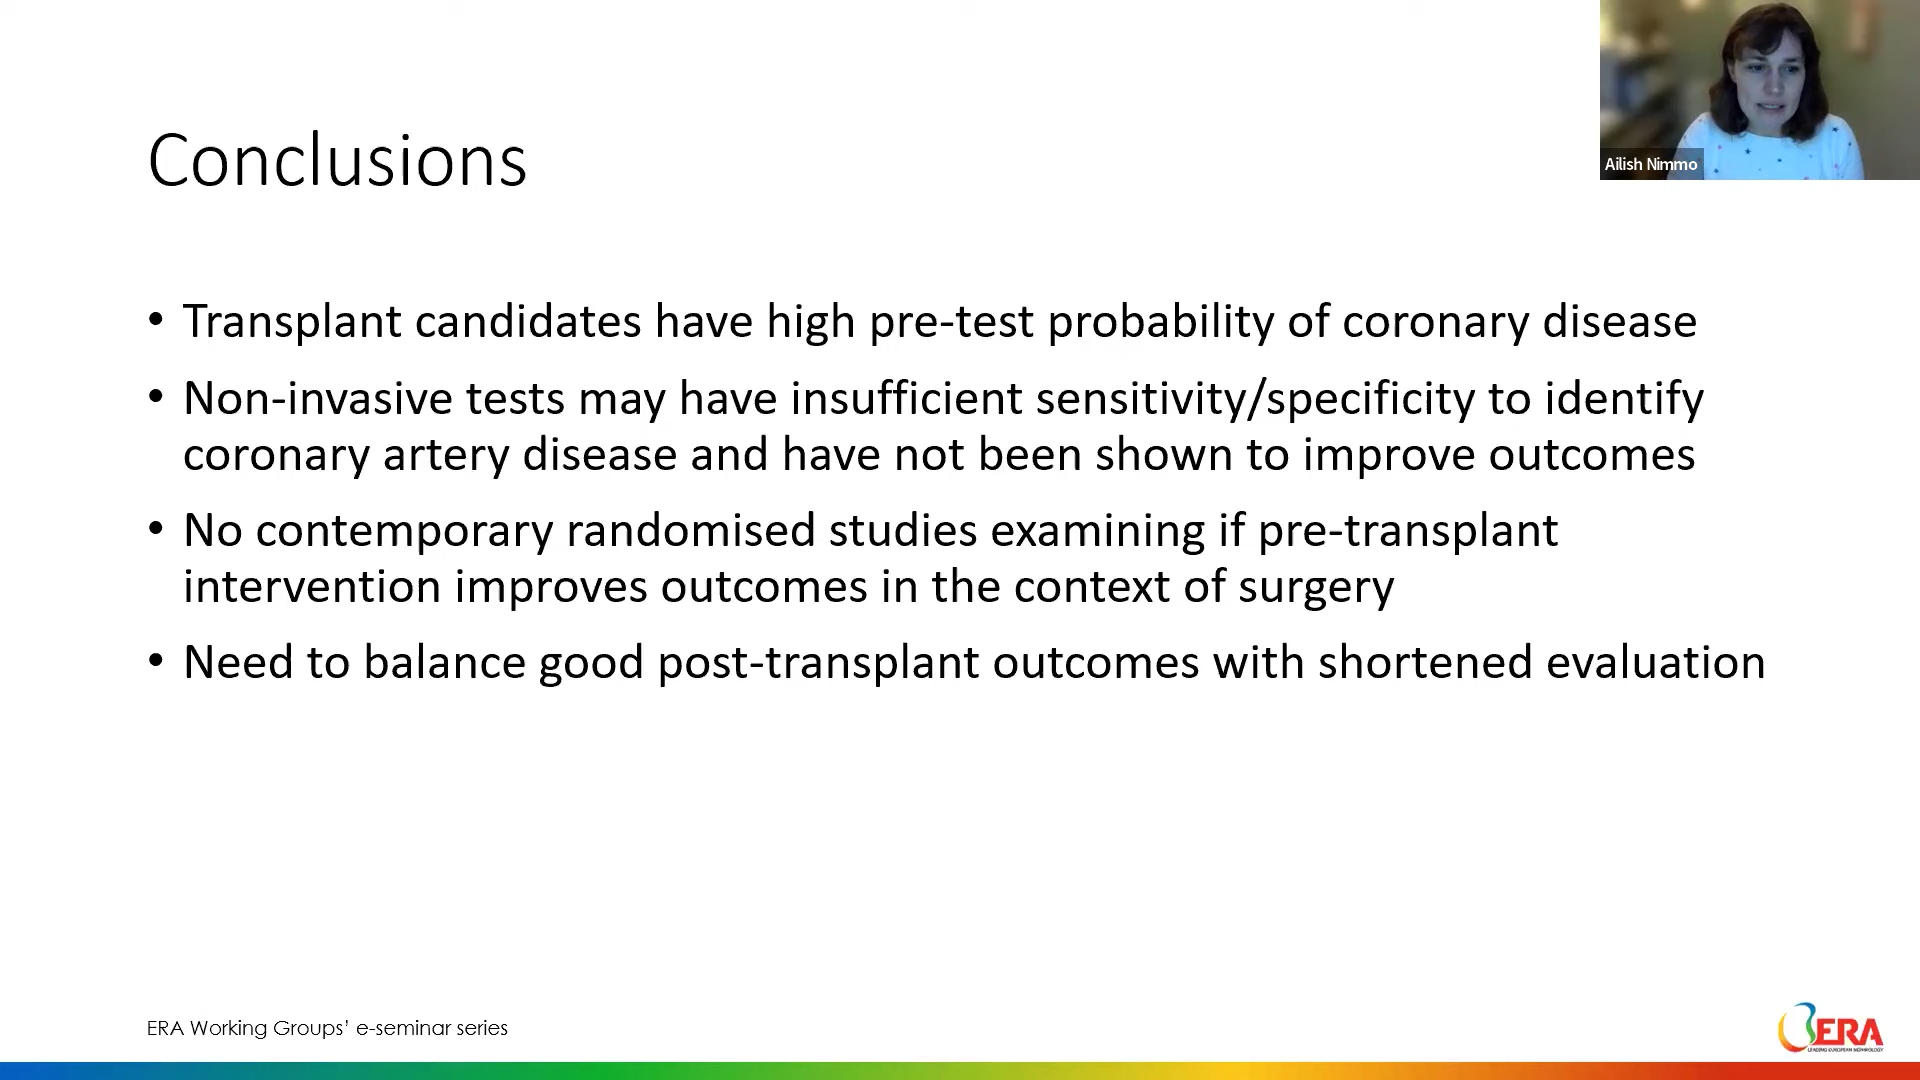 Ailish Nimmo
Conclusions
• Transplant candidates have high pre-test probability of coronary disease
• Non-invasive tests may have insufficient sensitivity/specificity to identify
coronary artery disease and have not been shown to improve outcomes
• No contemporary randomised studies examining if pre-transplant
intervention improves outcomes in the context of surgery
• Need to balance good post-transplant outcomes with shortened evaluation
ERA Working Groups’ e-seminar series
ERA
LEADING EUROPEAN NEPHROLOGY